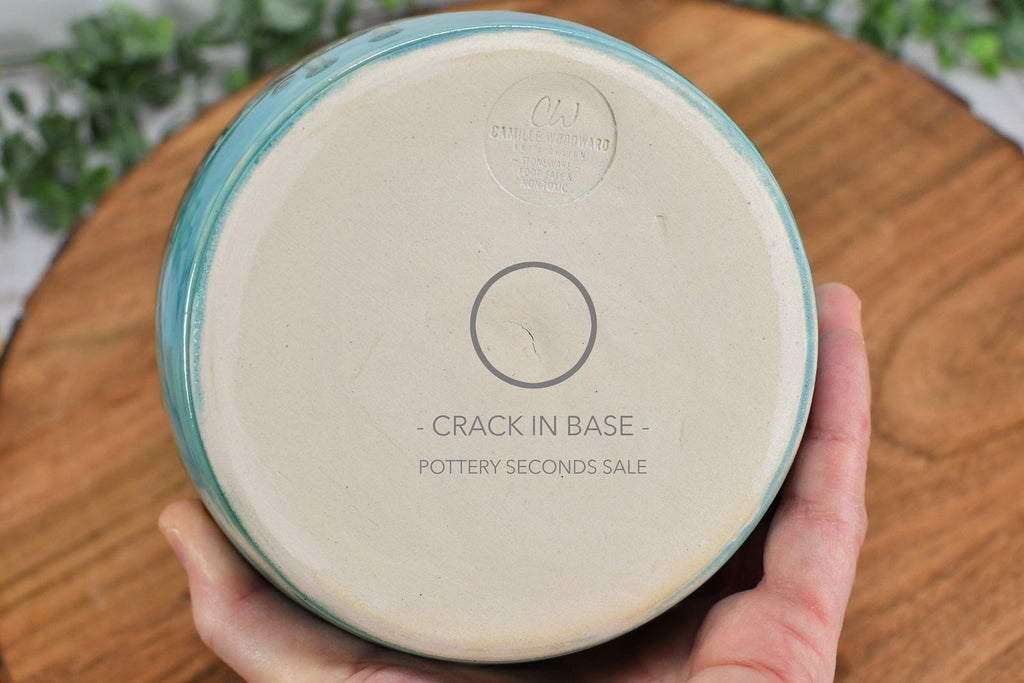 CW
CAMILLE WOODWARD
- STONEWARE -
FOOD SAFE &
NON-TOXIC
- CRACK IN BASE -
POTTERY SECONDS SALE